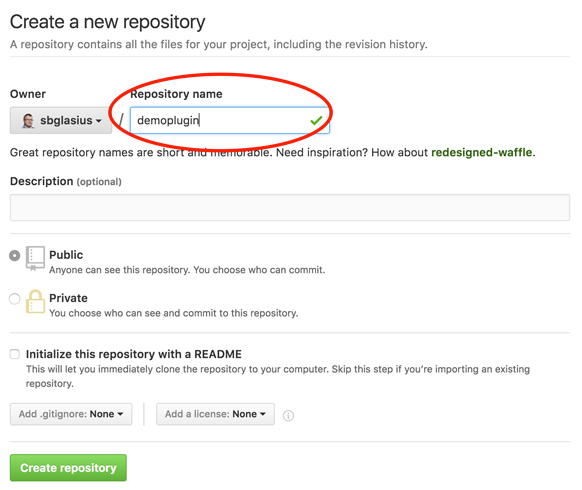 Create a new repository
A repository contains all the files for your project, including the revision history.
Owner
Repository name
sbglasius
/
demoplugin
Great repository names are short and memorable. Need inspiration? How about redesigned-waffle.
Description (optional)
Public
Anyone can see this repository. You choose who can commit.
Private
You choose who can see and commit to this repository.
Initialize this repository with a README
This will let you immediately clone the repository to your computer. Skip this step if you’re importing an existing
repository.
Add .gitignore: None
Add a license: None
Create repository